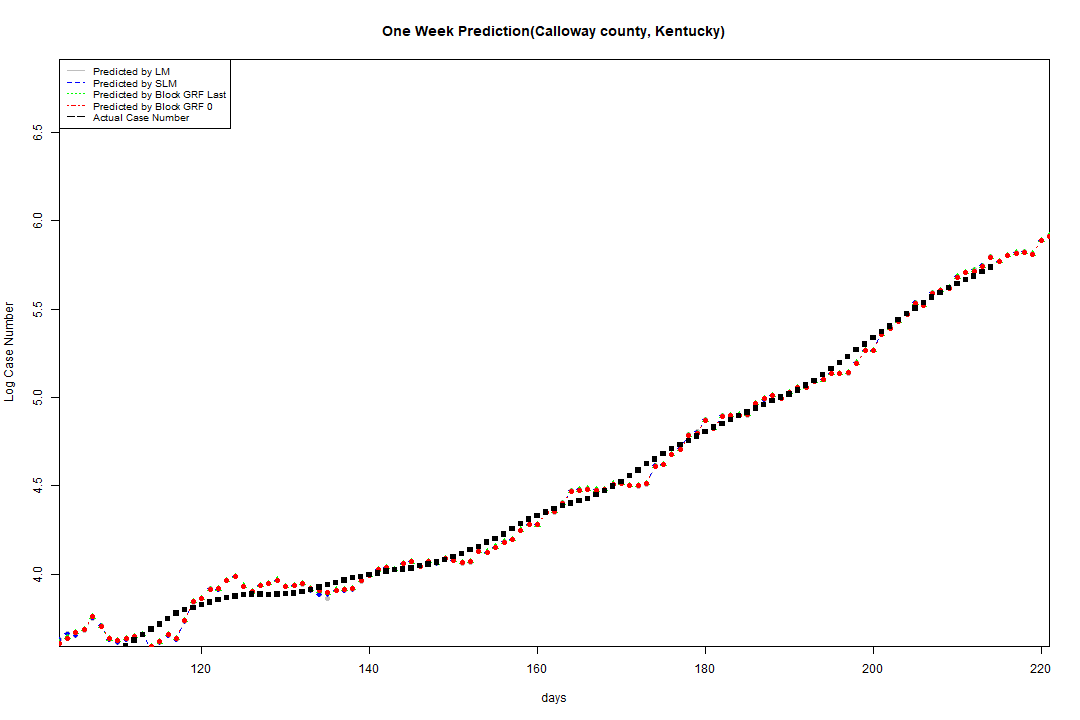 One Week Prediction(Calloway county, Kentucky)
Predicted by LM
Predicted by SLM
Predicted by Block GRF Last
Predicted by Block GRF 0
Actual Case Number
6.5
6.0
5.5
5.0
4.5
4.0
Log Case Number
120 140 160 180 200 220
days